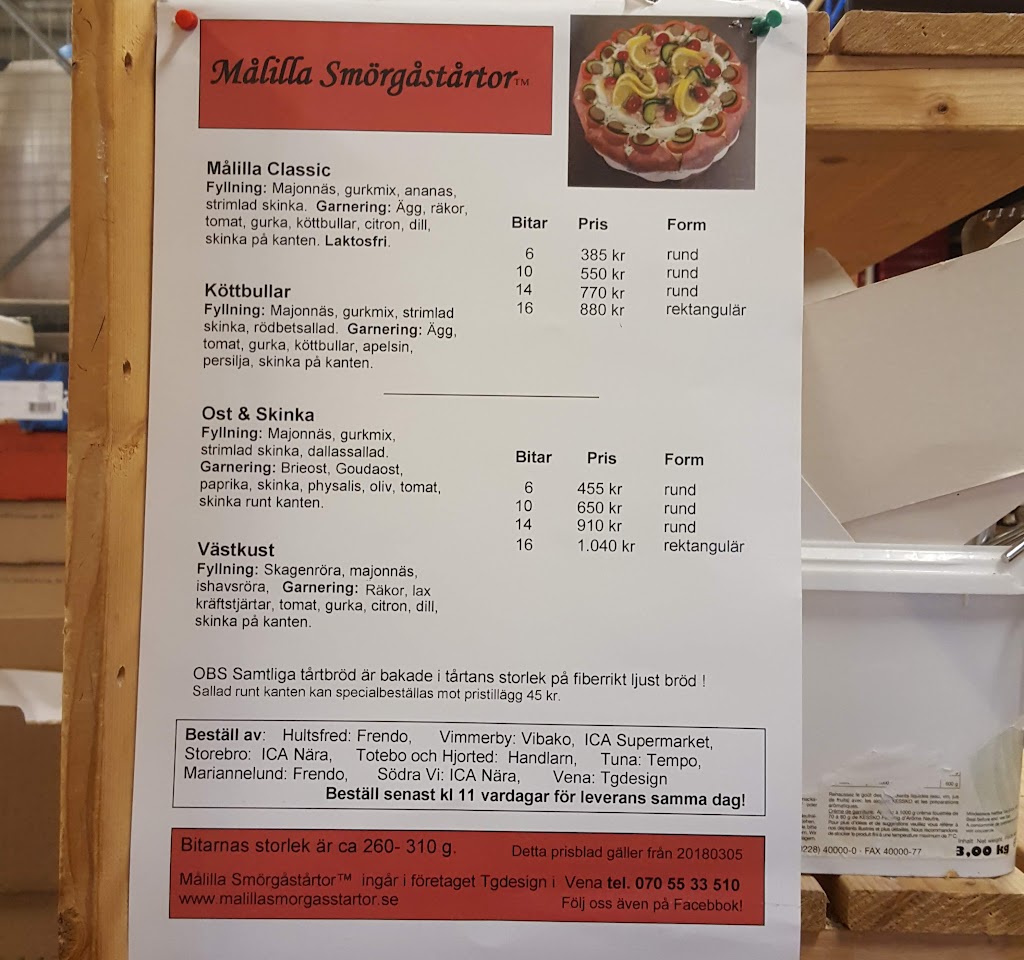 Målilla Smörgåstårtor™
Målilla Classic
Fyllning: Majonnäs, gurkmix, ananas,
strimlad skinka. Garnering: Ägg, räkor,
tomat, gurka, köttbullar, citron, dill,
skinka på kanten. Laktosfri.
Köttbullar
Fyllning: Majonnäs, gurkmix, strimlad
skinka, rödbetsallad. Garnering: Ägg,
tomat, gurka, köttbullar, apelsin,
persilja, skinka på kanten.
Bitar Pris Form
6 385 kr rund
10 550 kr rund
14 770 kr rund
16 880 kr rektangulär
Ost & Skinka
Fyllning: Majonnäs, gurkmix,
strimlad skinka, dallassallad.
Garnering: Brieost, Goudaost,
paprika, skinka, physalis, oliv, tomat,
skinka runt kanten.
Västkust
Fyllning: Skagenröra, majonnäs,
ishavsröra, Garnering: Räkor, lax
kräftstjärtar, tomat, gurka, citron, dill,
skinka på kanten.
Bitar Pris Form
6 455 kr rund
10 650 kr rund
14 910 kr rund
16 1.040 kr rektangulär
OBS Samtliga tårtbröd är bakade i tårtans storlek på fiberrikt ljust bröd !
Sallad runt kanten kan specialbeställas mot pristillägg 45 kr.
Beställ av: Hultsfred: Frendo, Vimmerby: Vibako, ICA Supermarket,
Storebro: ICA Nära, Totebo och Hjorted: Handlarn, Tuna: Tempo,
Mariannelund: Frendo, Södra Vi: ICA Nära, Vena: Tgdesign
Beställ senast kl 11 vardagar för leverans samma dag!
Bitarnas storlek är ca 260- 310 g. Detta prisblad gäller från 20180305
Målilla Smörgåstårtor™ ingår i företaget Tgdesign i Vena tel. 070 55 33 510
www.malillasmorgasstartor.se Följ oss även på Facebbok!
228) 40000-0 - FAX 40000-77
3,00 kg